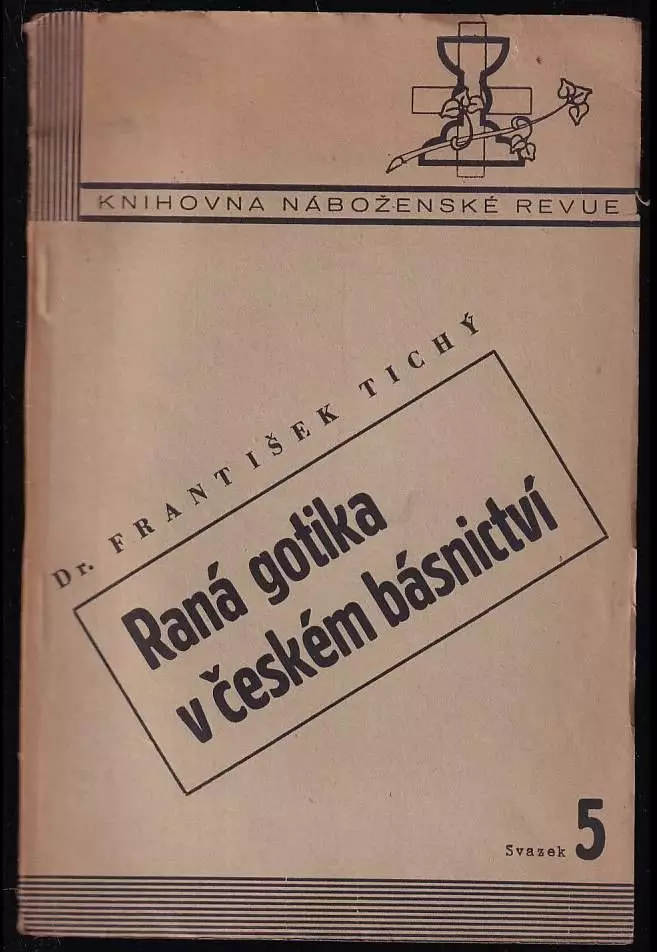 KNIHOVNA NÁBOŽENSKÉ REVUE
Dr. FRANTIŠEK TICHÝ
Raná gotika
v českém básnictví
Svazek 5